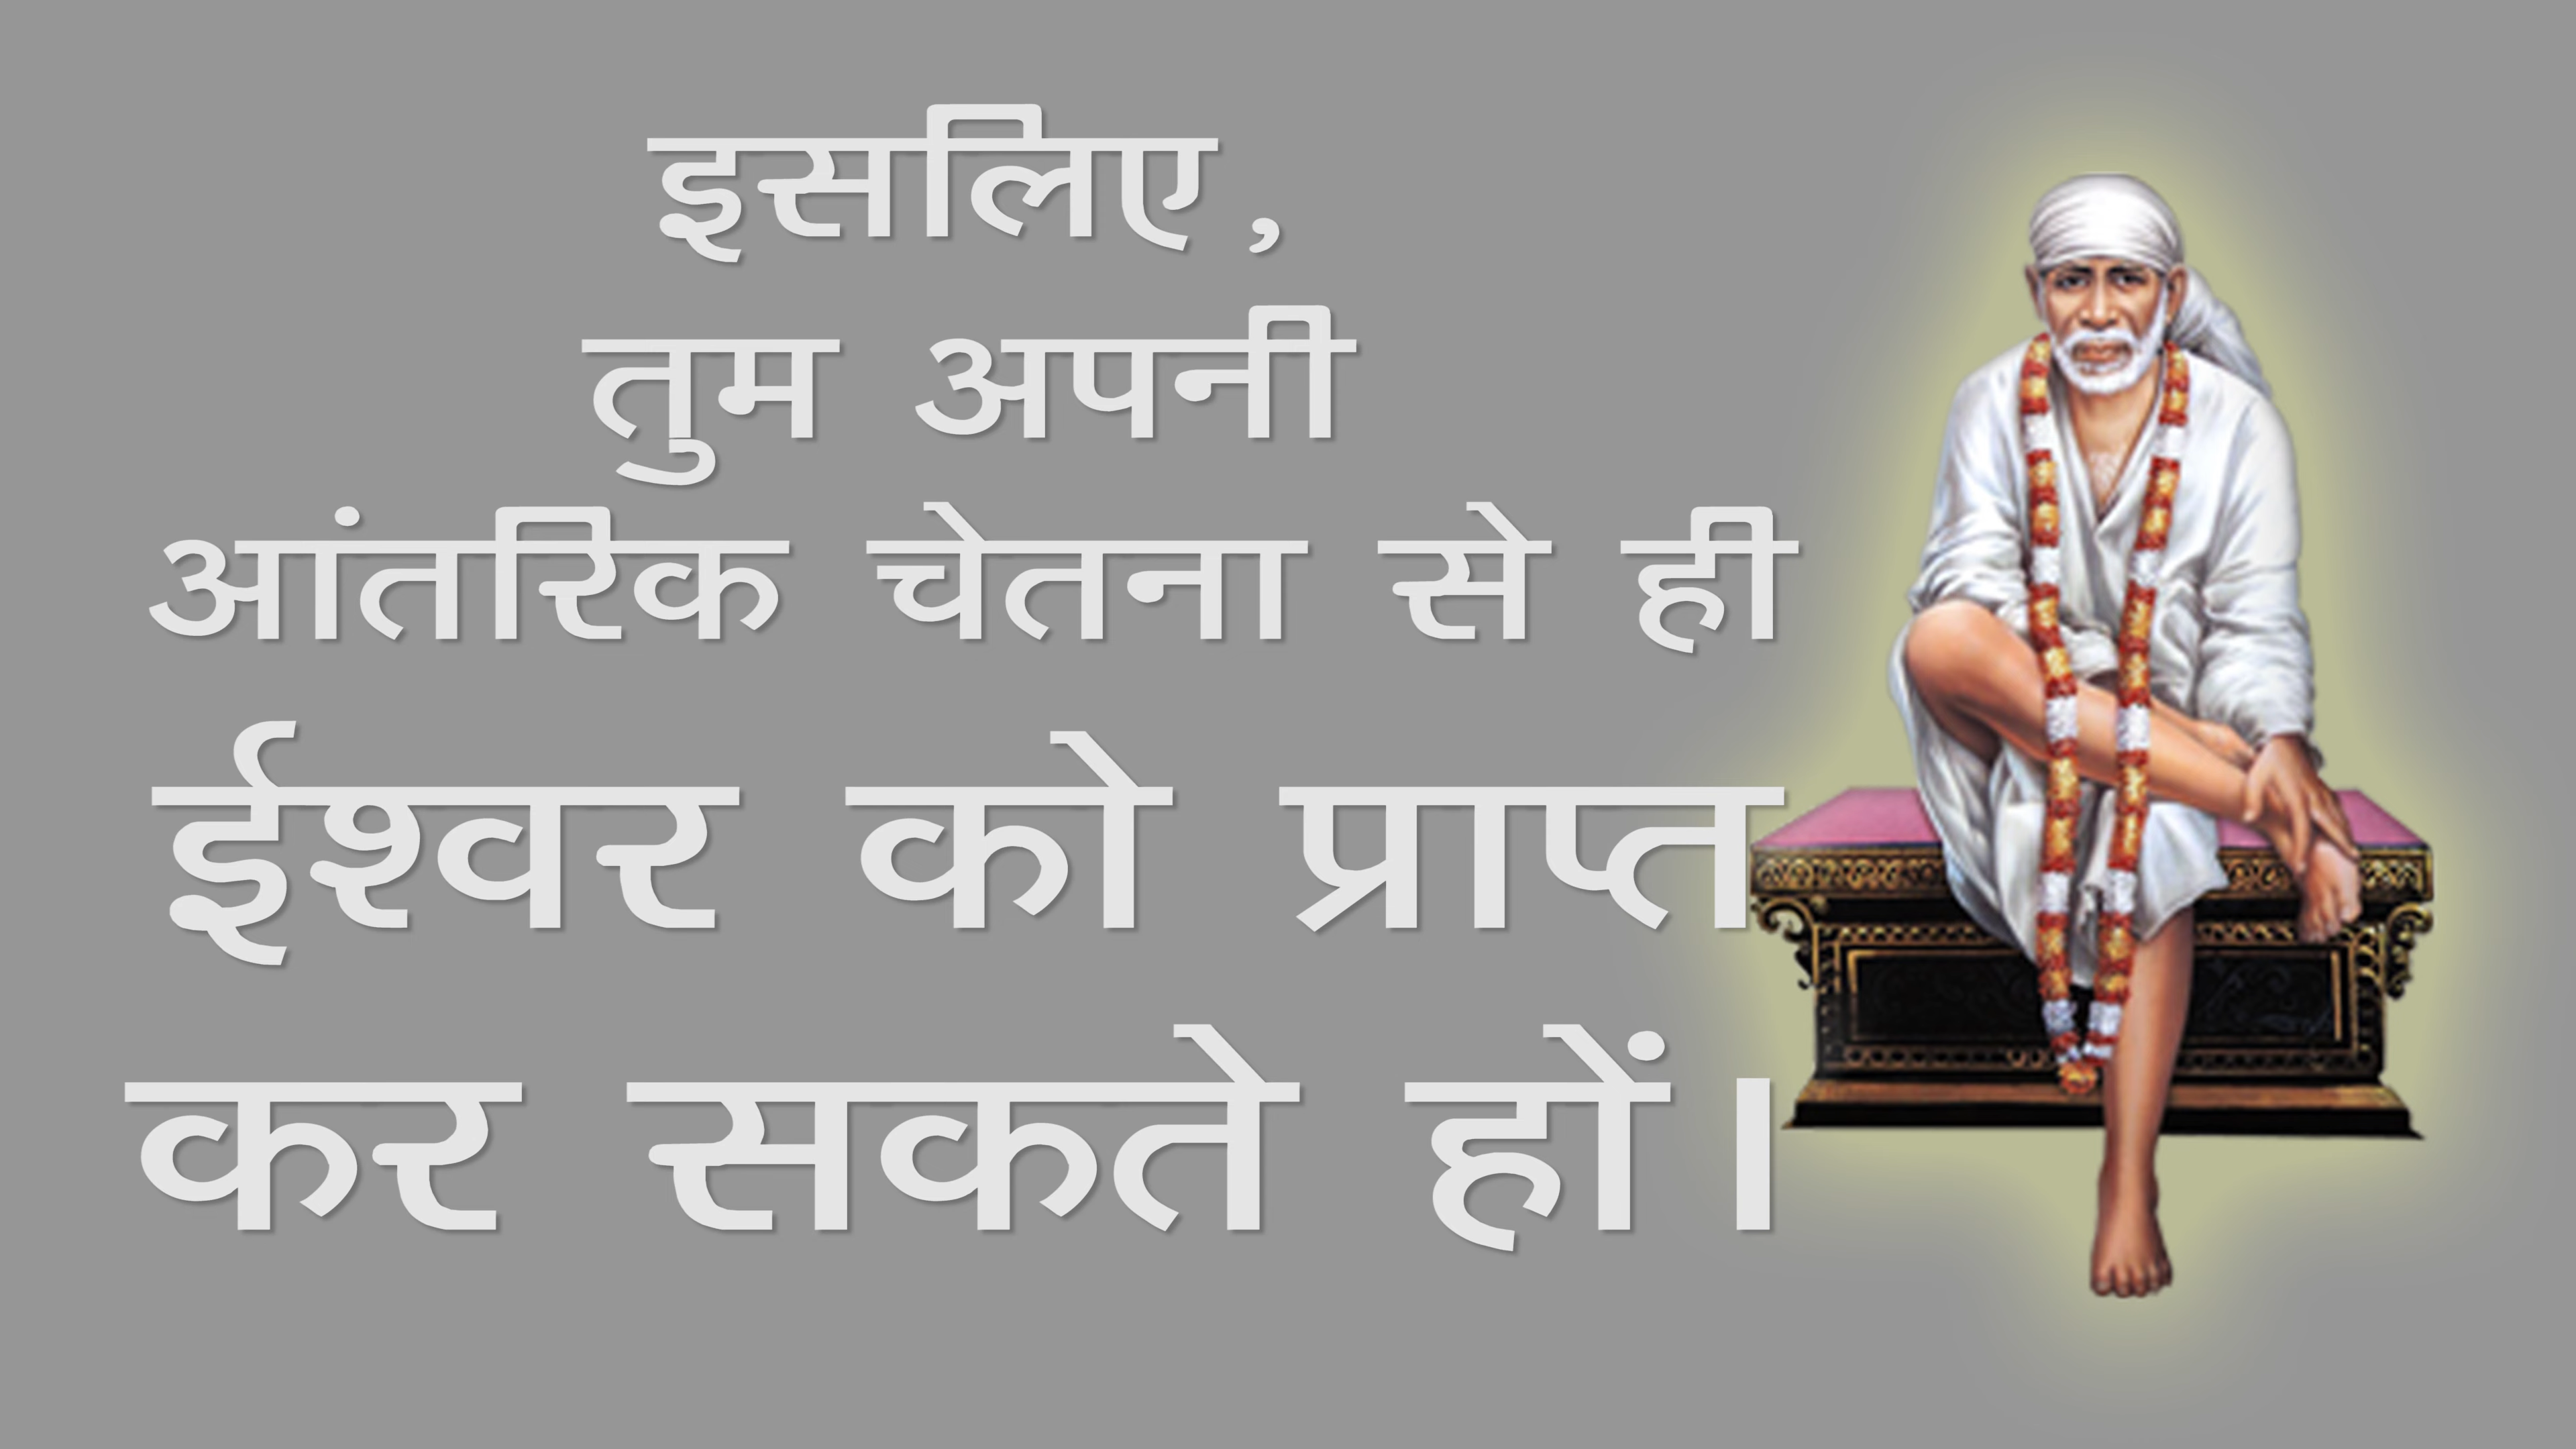 इसलिए ,
तुम अपनी
आंतरिक चेतना से ही
ईश्वर को प्राप्त
कर सकते हों ।